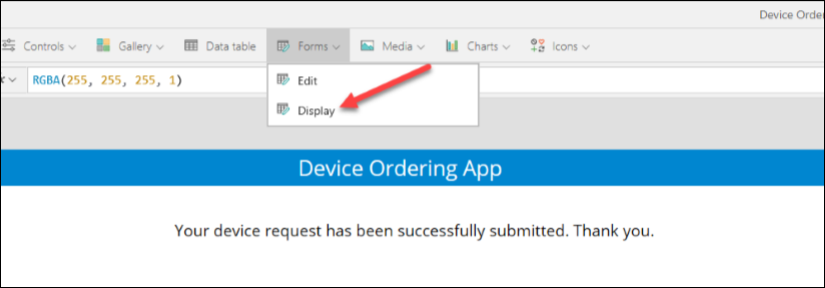 Device Order
Controls Gallery Data table Forms Media Charts Icons
RGBA(255, 255, 255, 1)
Edit
Display
Device Ordering App
Your device request has been successfully submitted. Thank you.